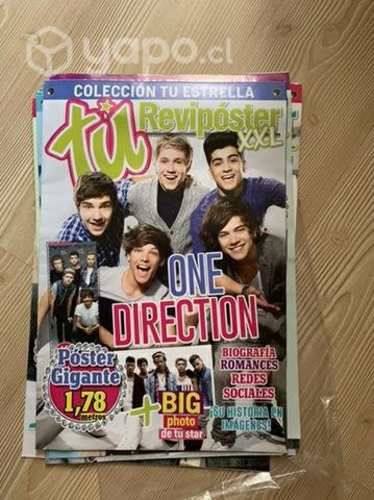 yapo.cl
COLECCIÓN TU ESTRELLA
tú
Revipóster
XXL
ONE
DIRECTION
Póster
Gigante
1,78
metros
+BIG
photo
de tu star
BIOGRAFÍA
ROMANCES
REDES
SOCIALES
¡SU HISTORIA EN
IMÁGENES!